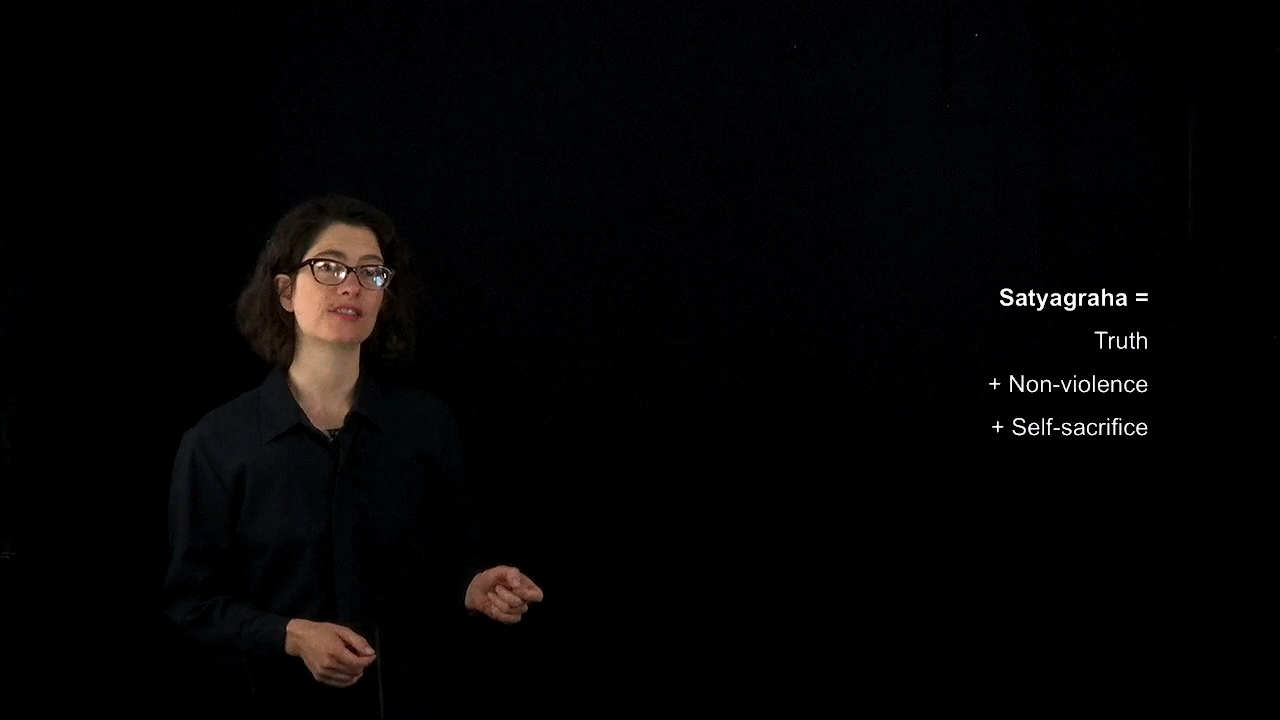 Satyagraha =
Truth
+ Non-violence
+ Self-sacrifice